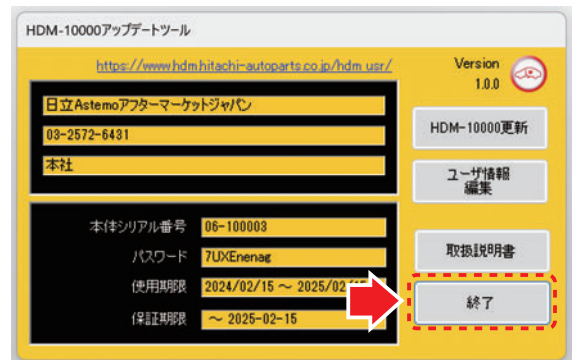 HDM-10000アップデートツール
https://www.hdm.hitachi-autoparts.co.jp/hdm_usr/
Version
1.0.0
日立Astemoアフターマーケットジャパン
03-2572-6431
本社
HDM-10000更新
ユーザ情報
編集
本体シリアル番号 06-100003
パスワード 7UXEnenag
使用期限 2024/02/15 ～ 2025/02/
保証期限 ～ 2025-02-15
取扱説明書
終了